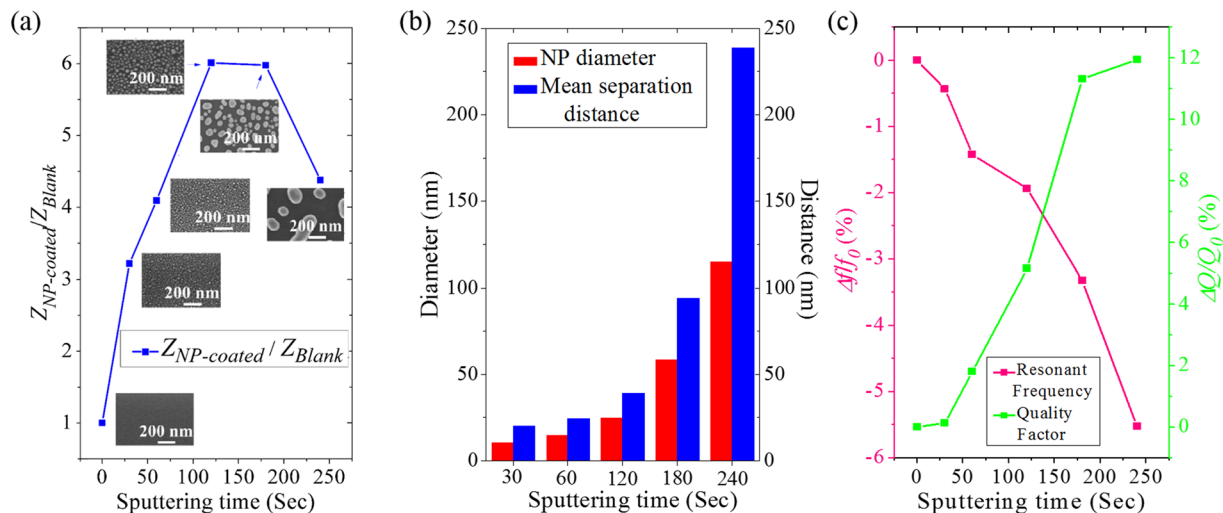 (a)
6
5
4
3
2
1
Z_NP-coated/Z_Blank
200 nm
200 nm
200 nm
200 nm
200 nm
200 nm
Z_NP-coated / Z_Blank
0 50 100 150 200 250
Sputtering time (Sec)
(b)
250
200
150
100
50
0
Diameter (nm)
NP diameter
Mean separation
distance
250
200
150
100
50
0
Distance (nm)
30 60 120 180 240
Sputtering time (Sec)
(c)
0
-1
-2
-3
-4
-5
-6
Δf/f_0 (%)
Resonant
Frequency
Quality
Factor
12
10
8
6
4
2
0
ΔQ/Q_0 (%)
0 50 100 150 200 250
Sputtering time (Sec)